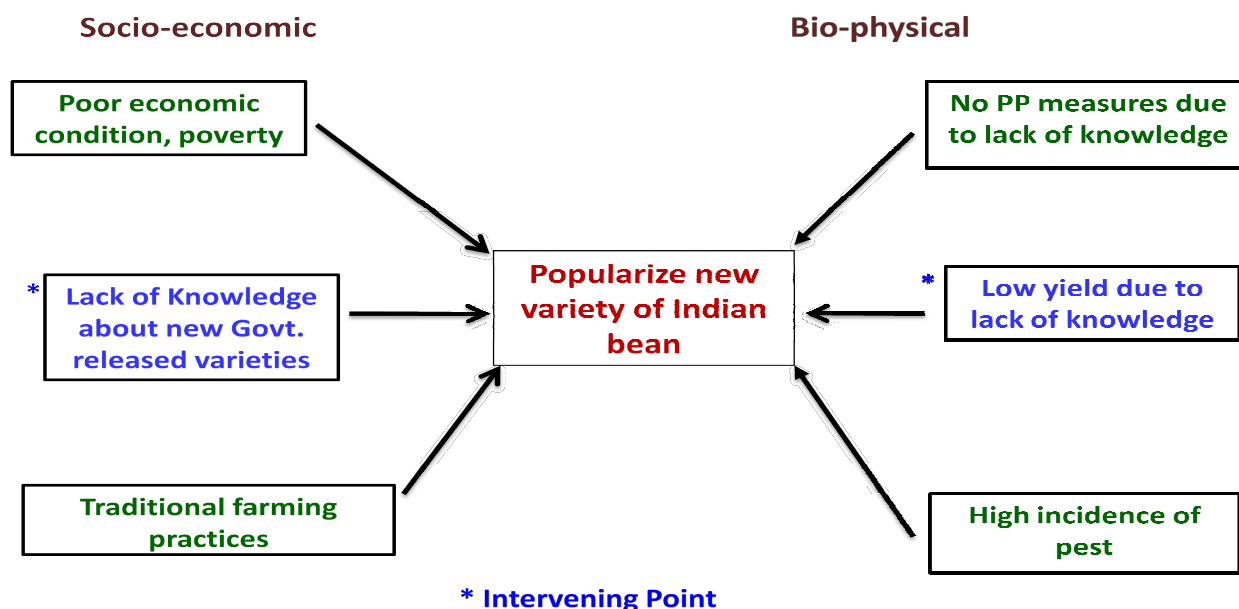 Socio-economic
Bio-physical
Poor economic
condition, poverty
No PP measures due
to lack of knowledge
Popularize new
variety of Indian
bean
*
Lack of Knowledge
about new Govt.
released varieties
*
Low yield due to
lack of knowledge
Traditional farming
practices
High incidence of
pest
* Intervening Point